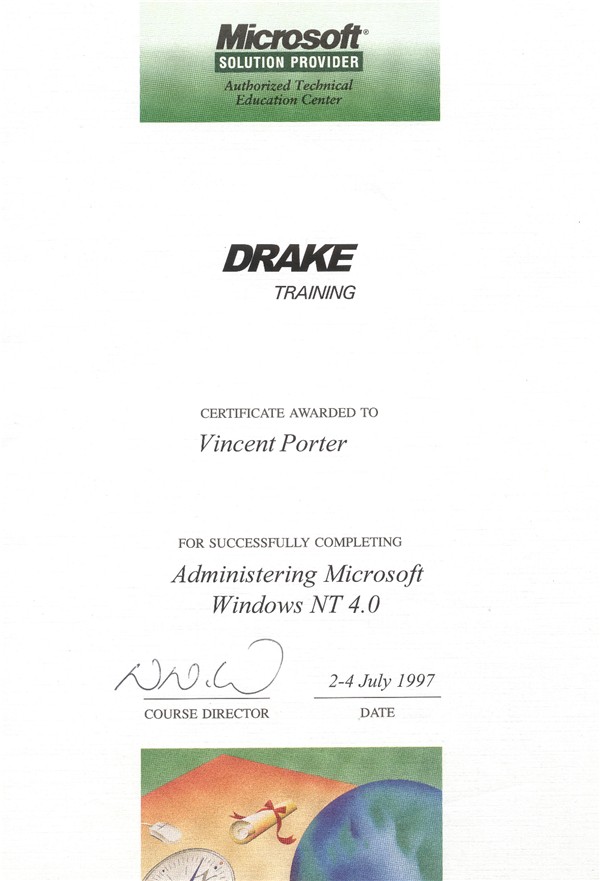 Microsoft®
SOLUTION PROVIDER
Authorized Technical
Education Center
DRAKE
TRAINING
CERTIFICATE AWARDED TO
Vincent Porter
FOR SUCCESSFULLY COMPLETING
Administering Microsoft
Windows NT 4.0
2-4 July 1997
COURSE DIRECTOR
DATE